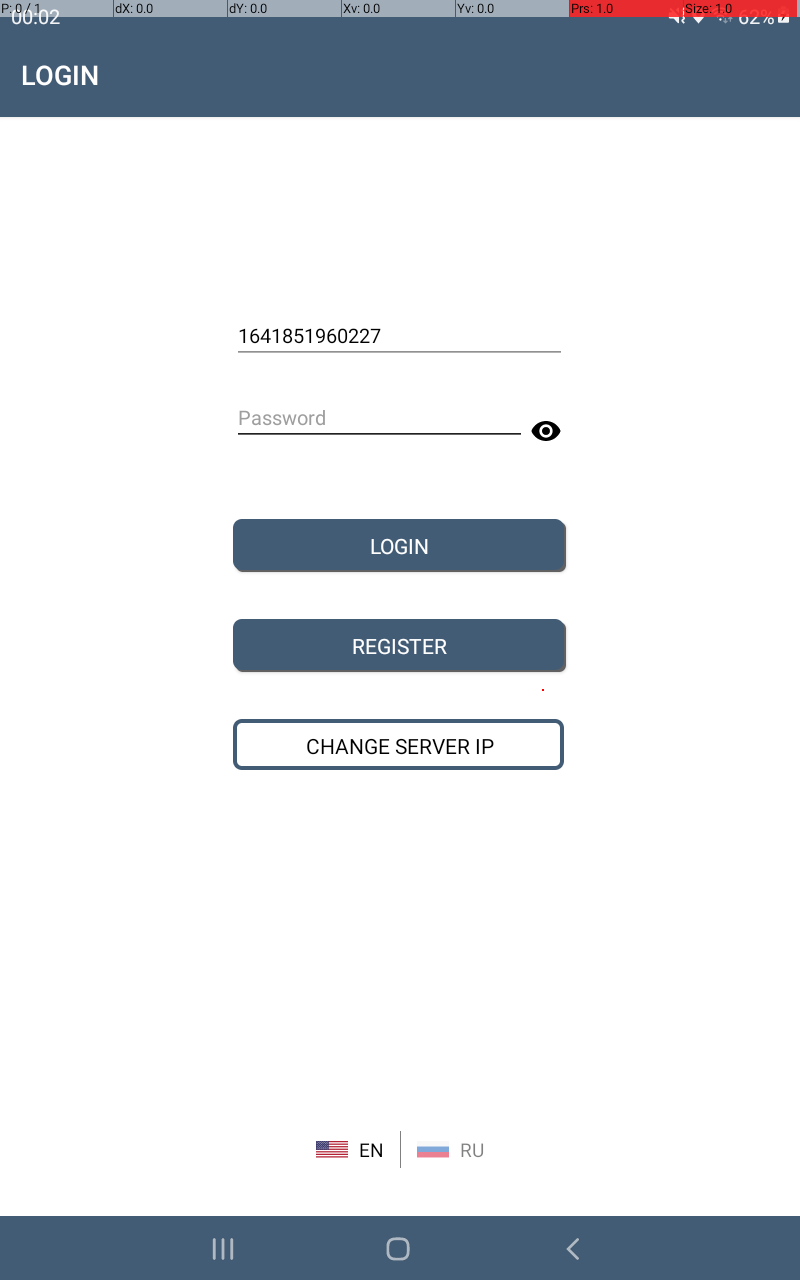 P: 0 / 1 dX: 0.0 dY: 0.0 Xv: 0.0 Yv: 0.0 Prs: 1.0 Size: 1.0
00:02 62%
LOGIN
1641851960227
Password
LOGIN
REGISTER
CHANGE SERVER IP
EN RU